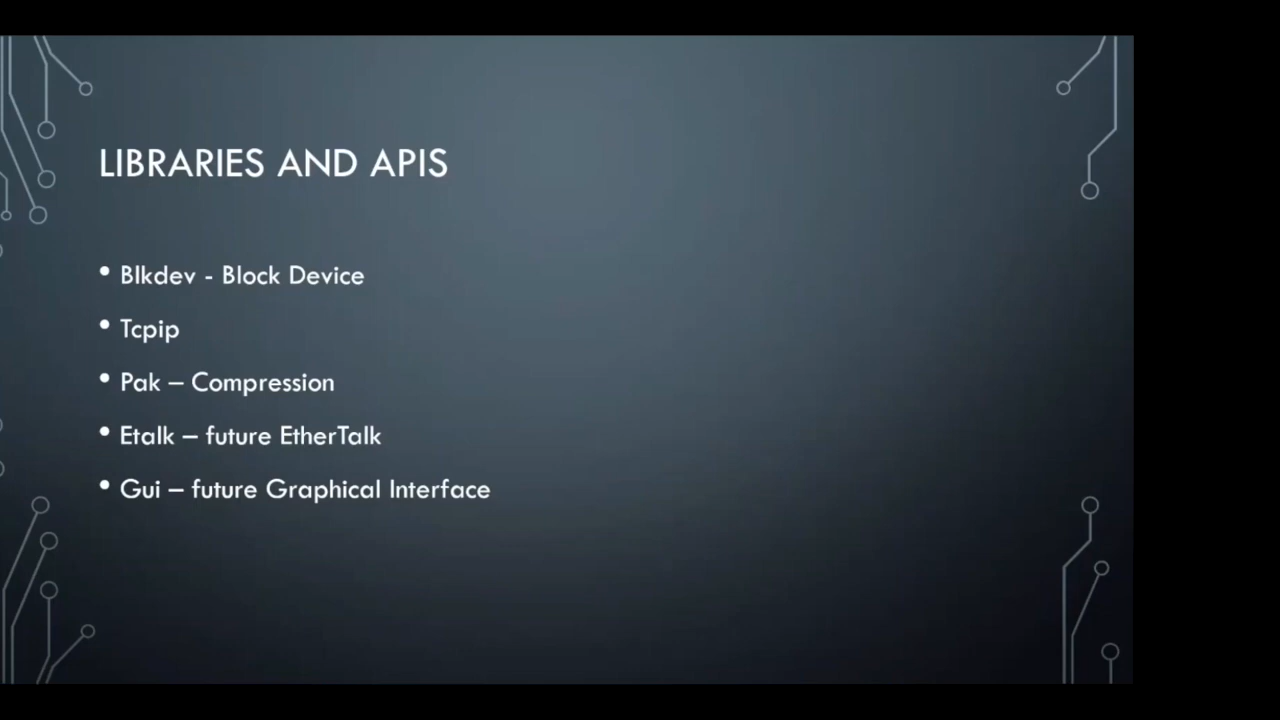 LIBRARIES AND APIS
• Blkdev - Block Device
• Tcpip
• Pak – Compression
• Etalk – future EtherTalk
• Gui – future Graphical Interface